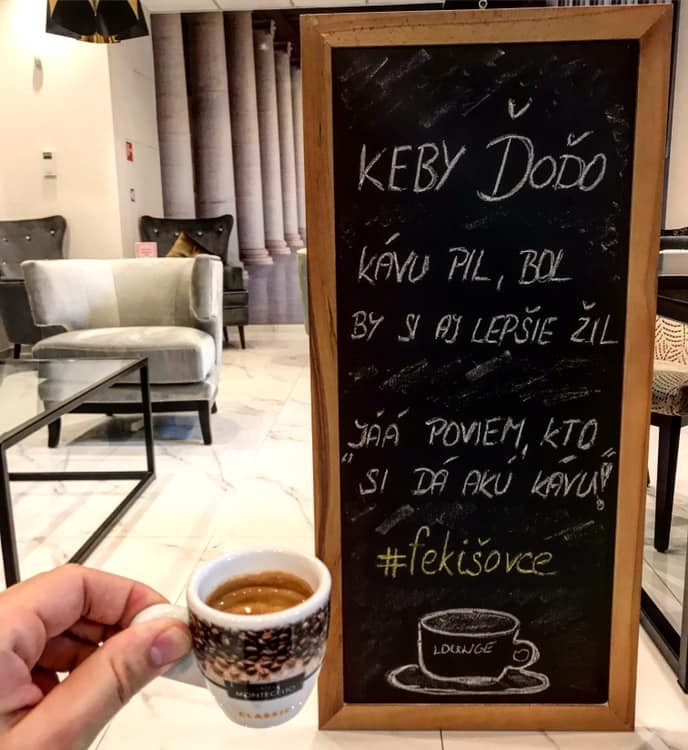 KEBY ĎOĎO
KÁVU PIL, BOL
BY SI AJ LEPŠIE ŽIL
"JÁÁ POVIEM, KTO
SI DÁ AKÚ KÁVU!"
#fekišovce
LOUNGE
MONTECELIO
CLASSIC